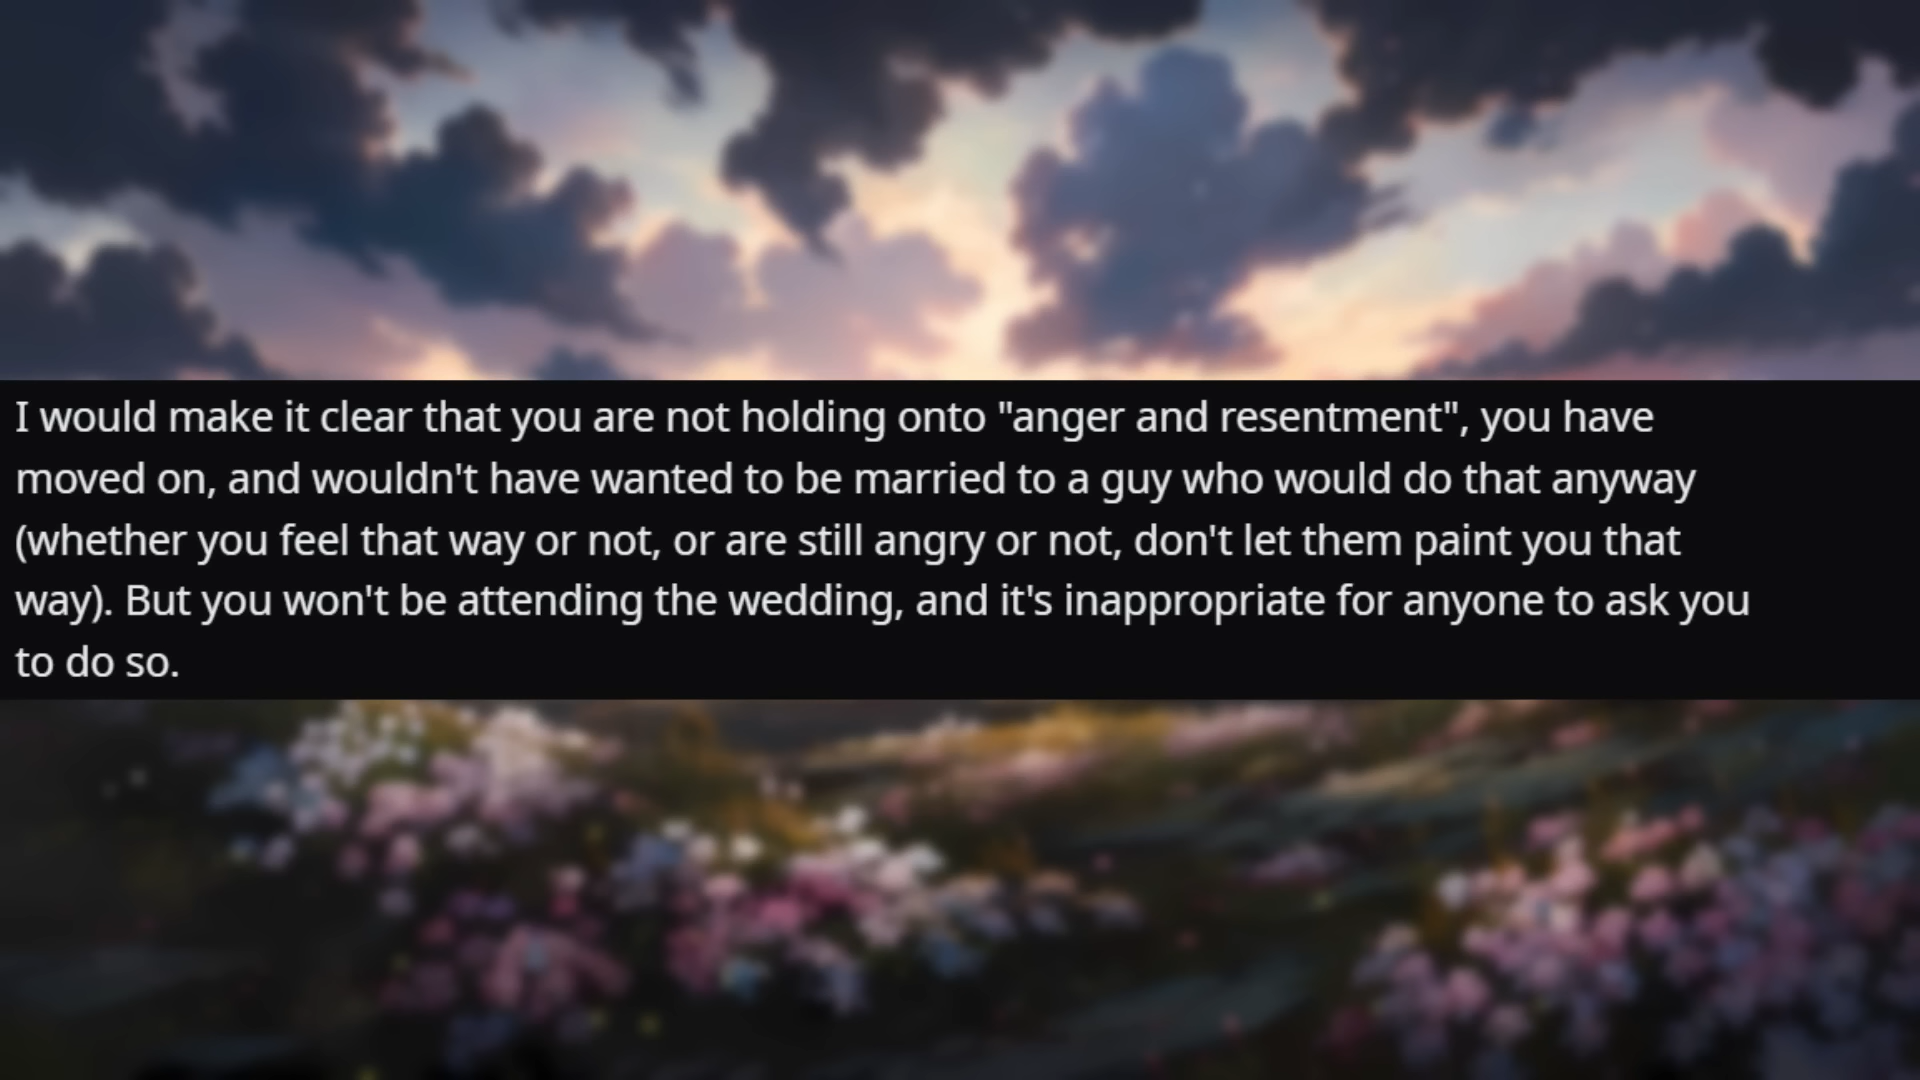 I would make it clear that you are not holding onto "anger and resentment", you have
moved on, and wouldn't have wanted to be married to a guy who would do that anyway
(whether you feel that way or not, or are still angry or not, don't let them paint you that
way). But you won't be attending the wedding, and it's inappropriate for anyone to ask you
to do so.